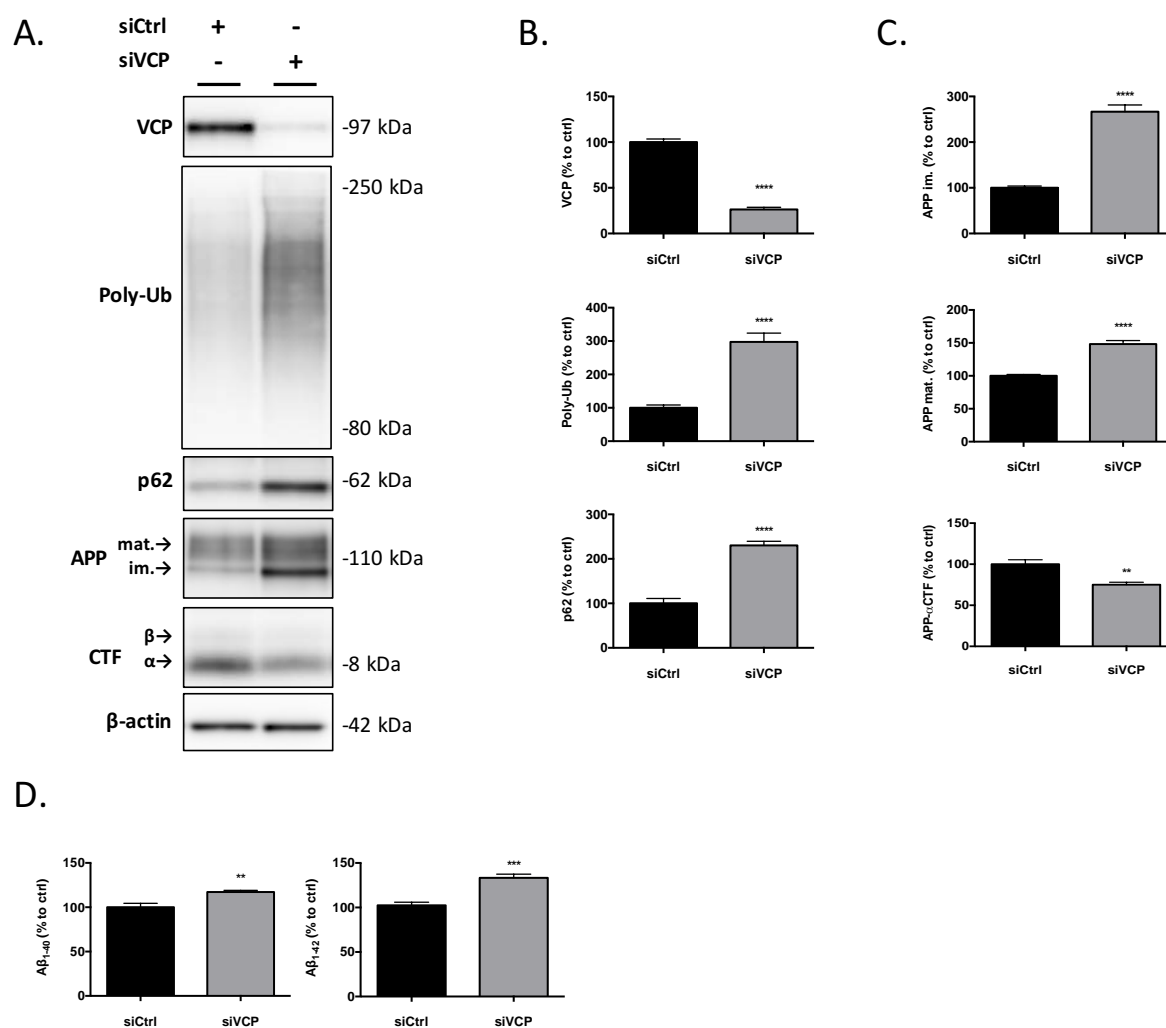 A.
siCtrl + -
siVCP - +
VCP -97 kDa
-250 kDa
Poly-Ub
-80 kDa
p62 -62 kDa
mat.→
APP -110 kDa
im.→
β→
CTF
α→ -8 kDa
β-actin -42 kDa
B.
VCP (% to ctrl)
150
100
50
0
****
siCtrl siVCP
Poly-Ub (% to ctrl)
400
300
200
100
0
****
siCtrl siVCP
p62 (% to ctrl)
300
200
100
0
****
siCtrl siVCP
C.
APP im. (% to ctrl)
300
200
100
0
****
siCtrl siVCP
APP mat. (% to ctrl)
200
150
100
50
0
****
siCtrl siVCP
APP-αCTF (% to ctrl)
150
100
50
0
**
siCtrl siVCP
D.
Aβ1-40 (% to ctrl)
150
100
50
0
**
siCtrl siVCP
Aβ1-42 (% to ctrl)
150
100
50
0
***
siCtrl siVCP